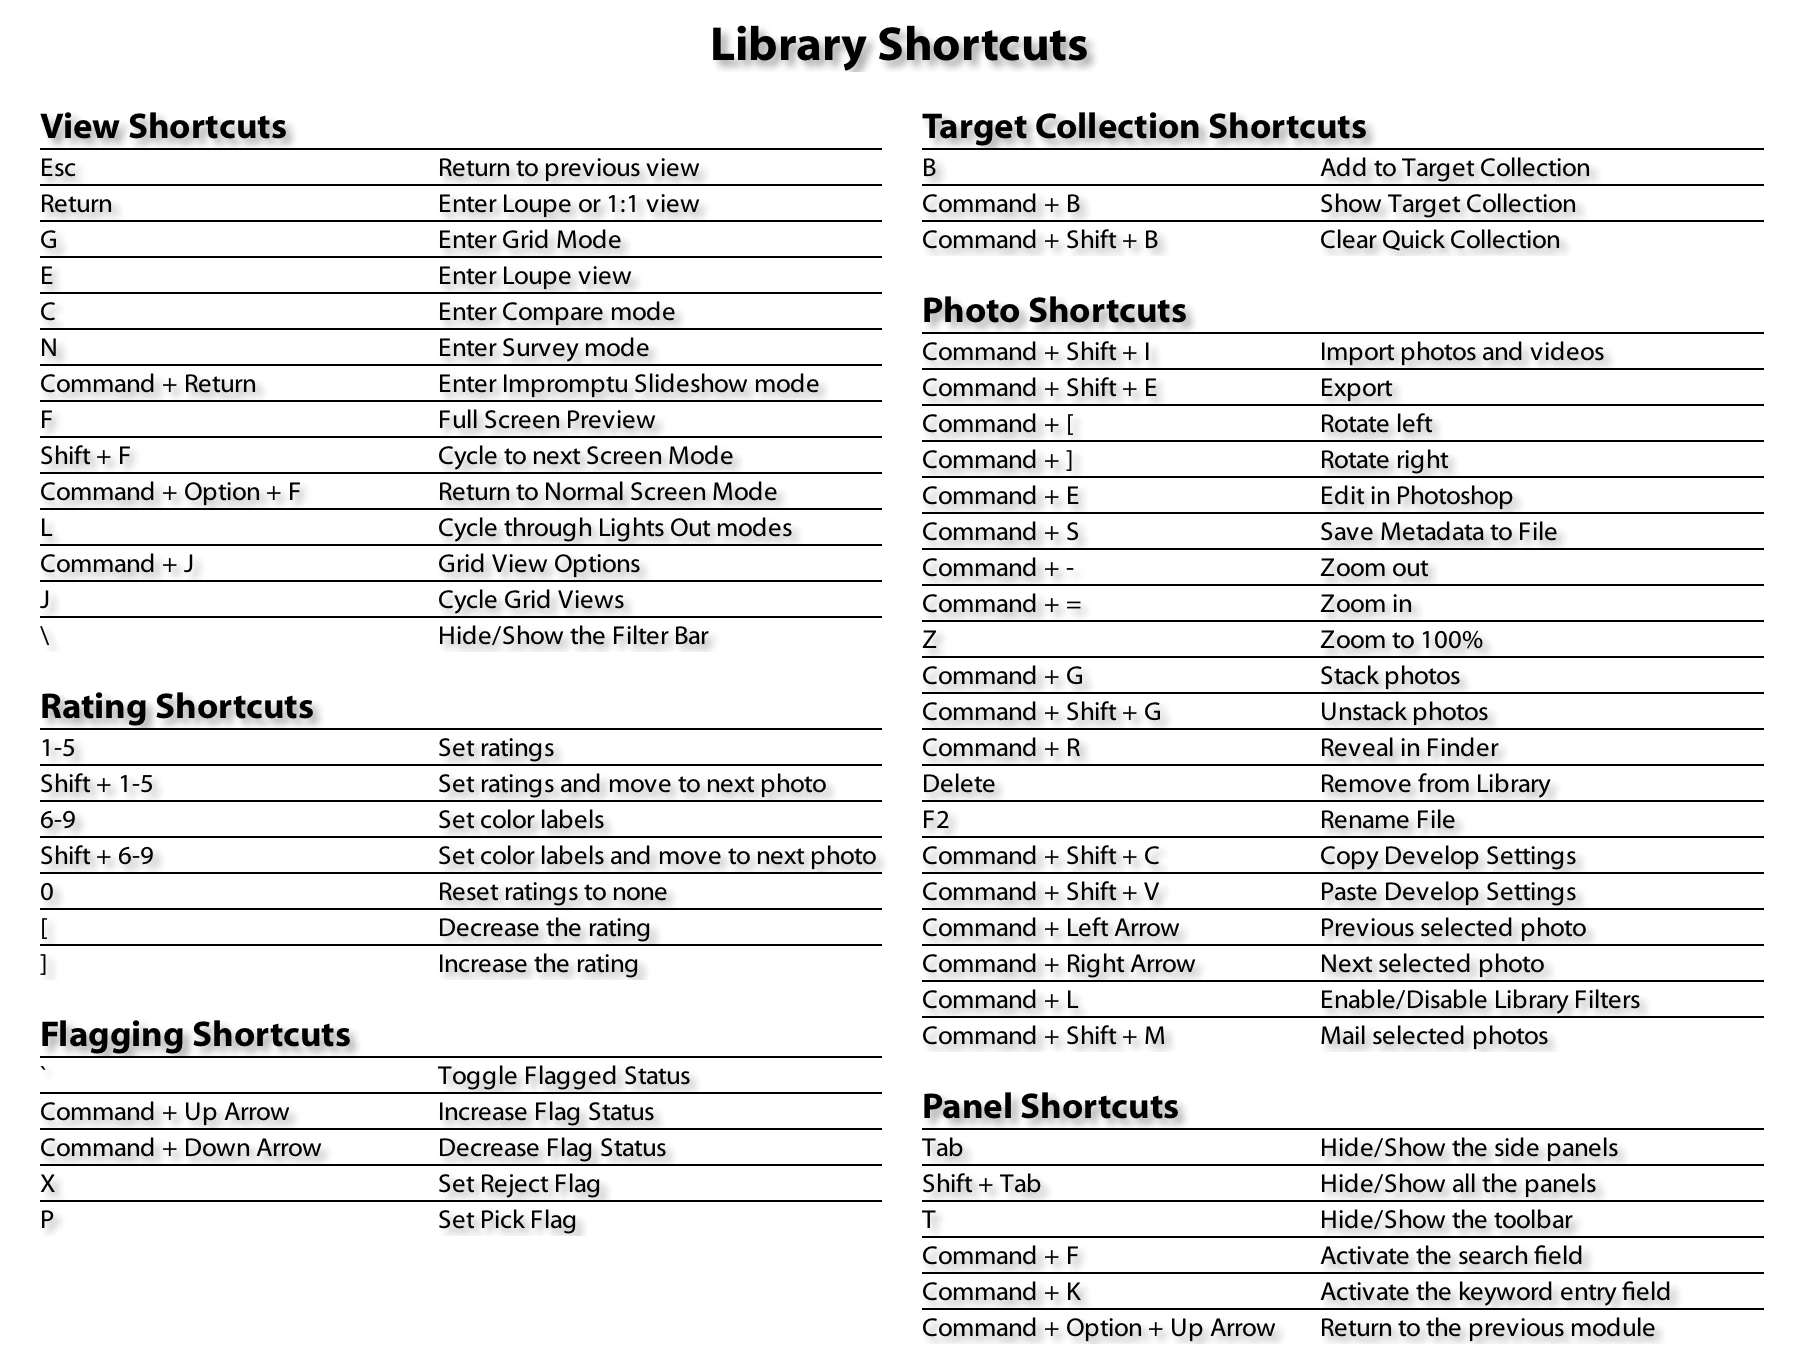 Library Shortcuts
View Shortcuts
Esc Return to previous view
Return Enter Loupe or 1:1 view
G Enter Grid Mode
E Enter Loupe view
C Enter Compare mode
N Enter Survey mode
Command + Return Enter Impromptu Slideshow mode
F Full Screen Preview
Shift + F Cycle to next Screen Mode
Command + Option + F Return to Normal Screen Mode
L Cycle through Lights Out modes
Command + J Grid View Options
J Cycle Grid Views
\ Hide/Show the Filter Bar
Rating Shortcuts
1-5 Set ratings
Shift + 1-5 Set ratings and move to next photo
6-9 Set color labels
Shift + 6-9 Set color labels and move to next photo
0 Reset ratings to none
[ Decrease the rating
] Increase the rating
Flagging Shortcuts
` Toggle Flagged Status
Command + Up Arrow Increase Flag Status
Command + Down Arrow Decrease Flag Status
X Set Reject Flag
P Set Pick Flag
Target Collection Shortcuts
B Add to Target Collection
Command + B Show Target Collection
Command + Shift + B Clear Quick Collection
Photo Shortcuts
Command + Shift + I Import photos and videos
Command + Shift + E Export
Command + [ Rotate left
Command + ] Rotate right
Command + E Edit in Photoshop
Command + S Save Metadata to File
Command + - Zoom out
Command + = Zoom in
Z Zoom to 100%
Command + G Stack photos
Command + Shift + G Unstack photos
Command + R Reveal in Finder
Delete Remove from Library
F2 Rename File
Command + Shift + C Copy Develop Settings
Command + Shift + V Paste Develop Settings
Command + Left Arrow Previous selected photo
Command + Right Arrow Next selected photo
Command + L Enable/Disable Library Filters
Command + Shift + M Mail selected photos
Panel Shortcuts
Tab Hide/Show the side panels
Shift + Tab Hide/Show all the panels
T Hide/Show the toolbar
Command + F Activate the search field
Command + K Activate the keyword entry field
Command + Option + Up Arrow Return to the previous module